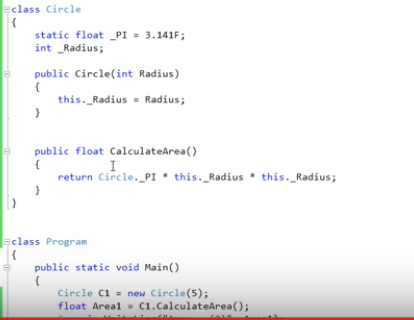 class Circle
{
static float _PI = 3.141F;
int _Radius;
public Circle(int Radius)
{
this._Radius = Radius;
}
public float CalculateArea()
{
return Circle._PI * this._Radius * this._Radius;
}
}
class Program
{
public static void Main()
{
Circle C1 = new Circle(5);
float Area1 = C1.CalculateArea();